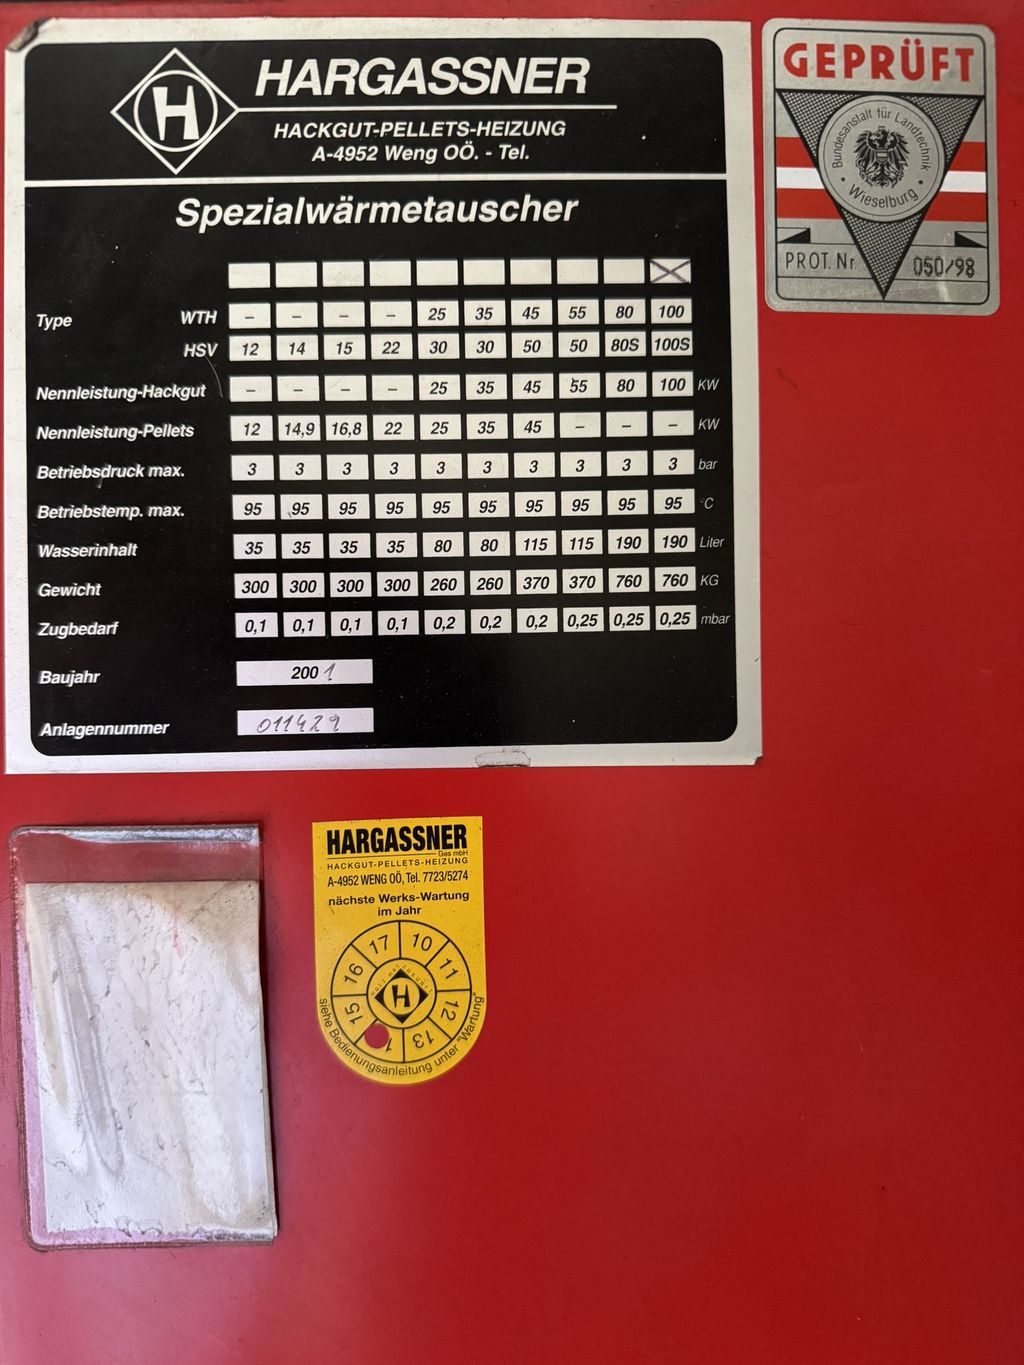 HARGASSNER
HACKGUT-PELLETS-HEIZUNG
A-4952 Weng OÖ. - Tel.
Spezialwärmetauscher
Type WTH – – – – 25 35 45 55 80 100
HSV 12 14 15 22 30 30 50 50 80S 100S
Nennleistung-Hackgut – – – – 25 35 45 55 80 100 KW
Nennleistung-Pellets 12 14,9 16,8 22 25 35 45 – – – KW
Betriebsdruck max. 3 3 3 3 3 3 3 3 3 3 bar
Betriebstemp. max. 95 95 95 95 95 95 95 95 95 95 °C
Wasserinhalt 35 35 35 35 80 80 115 115 190 190 Liter
Gewicht 300 300 300 300 260 260 370 370 760 760 KG
Zugbedarf 0,1 0,1 0,1 0,1 0,2 0,2 0,2 0,25 0,25 0,25 mbar
Baujahr 2001
Anlagennummer 011429
GEPRÜFT
Bundesanstalt für Landtechnik
• Wieselburg •
PROT. Nr. 050/98
HARGASSNER
Ges mbH
HACKGUT-PELLETS-HEIZUNG
A-4952 WENG OÖ, Tel. 7723/5274
nächste Werks-Wartung
im Jahr
10 11 12 13 1 15 16 17
H
siehe Bedienungsanleitung unter "Wartung"